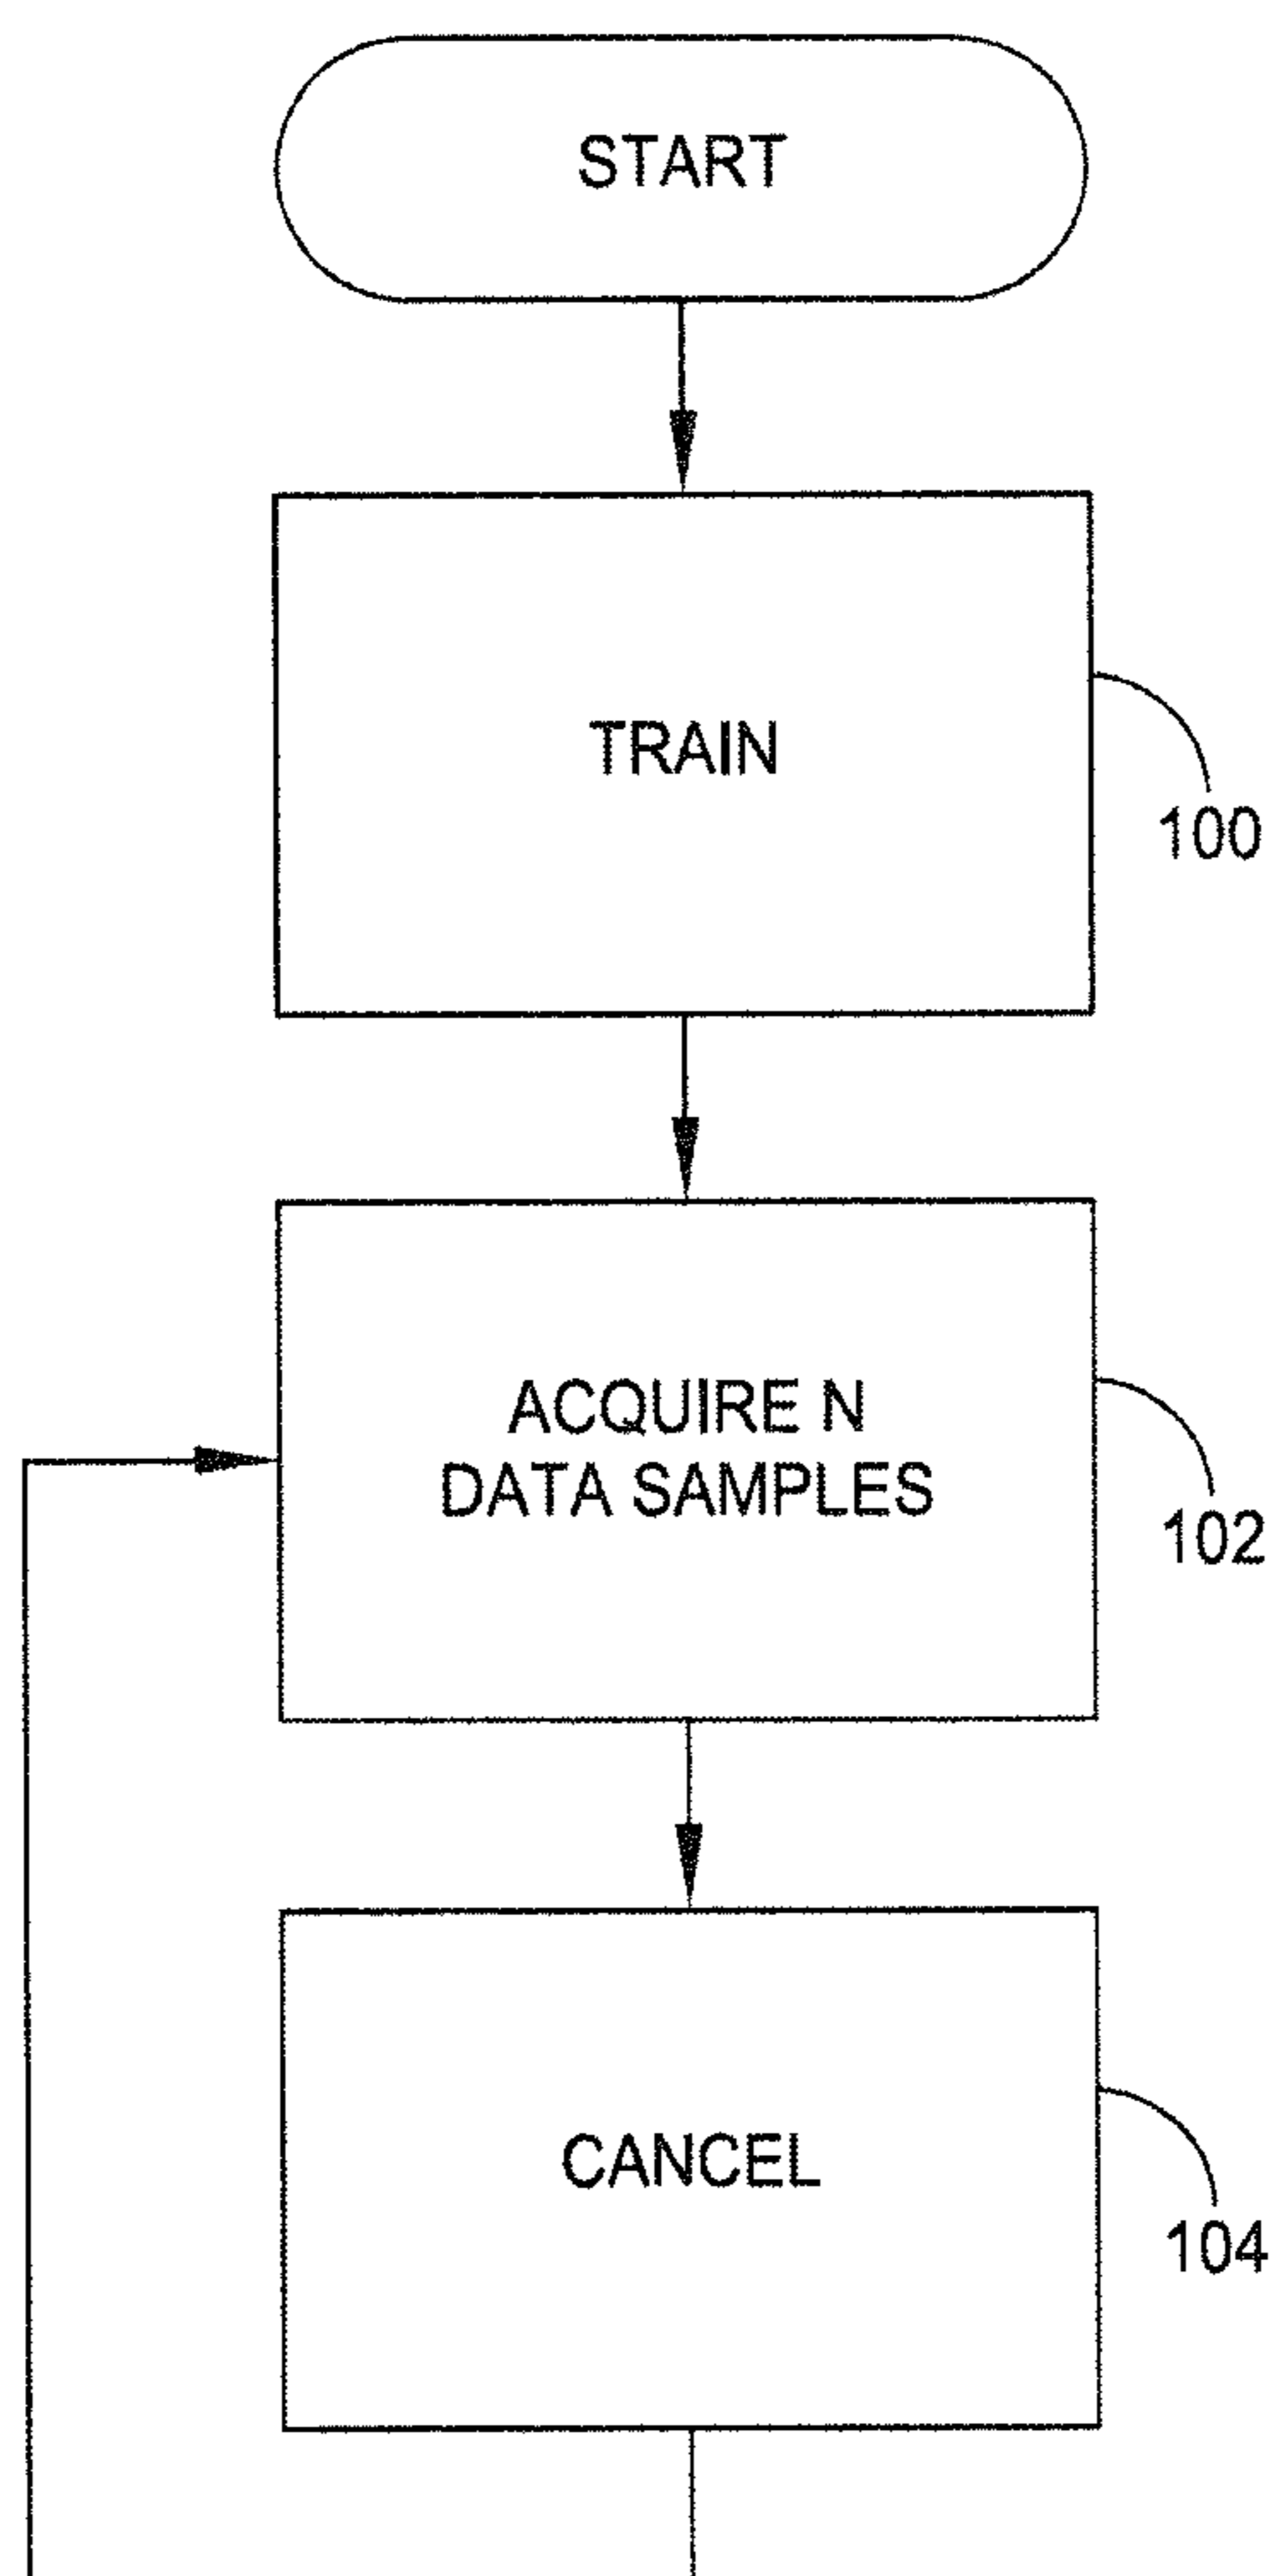 START
TRAIN
100
ACQUIRE N
DATA SAMPLES
102
CANCEL
104